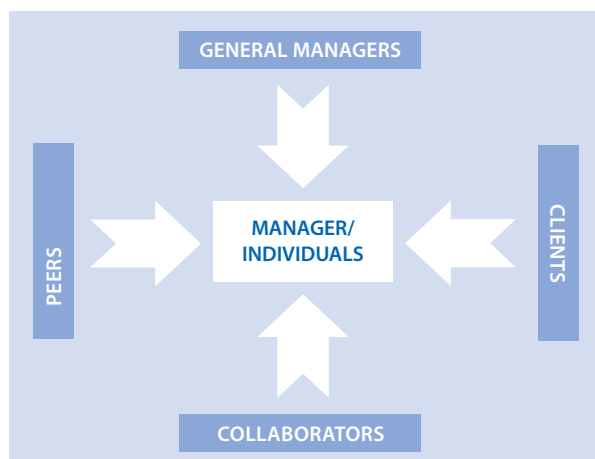 GENERAL MANAGERS
PEERS
MANAGER/
INDIVIDUALS
CLIENTS
COLLABORATORS